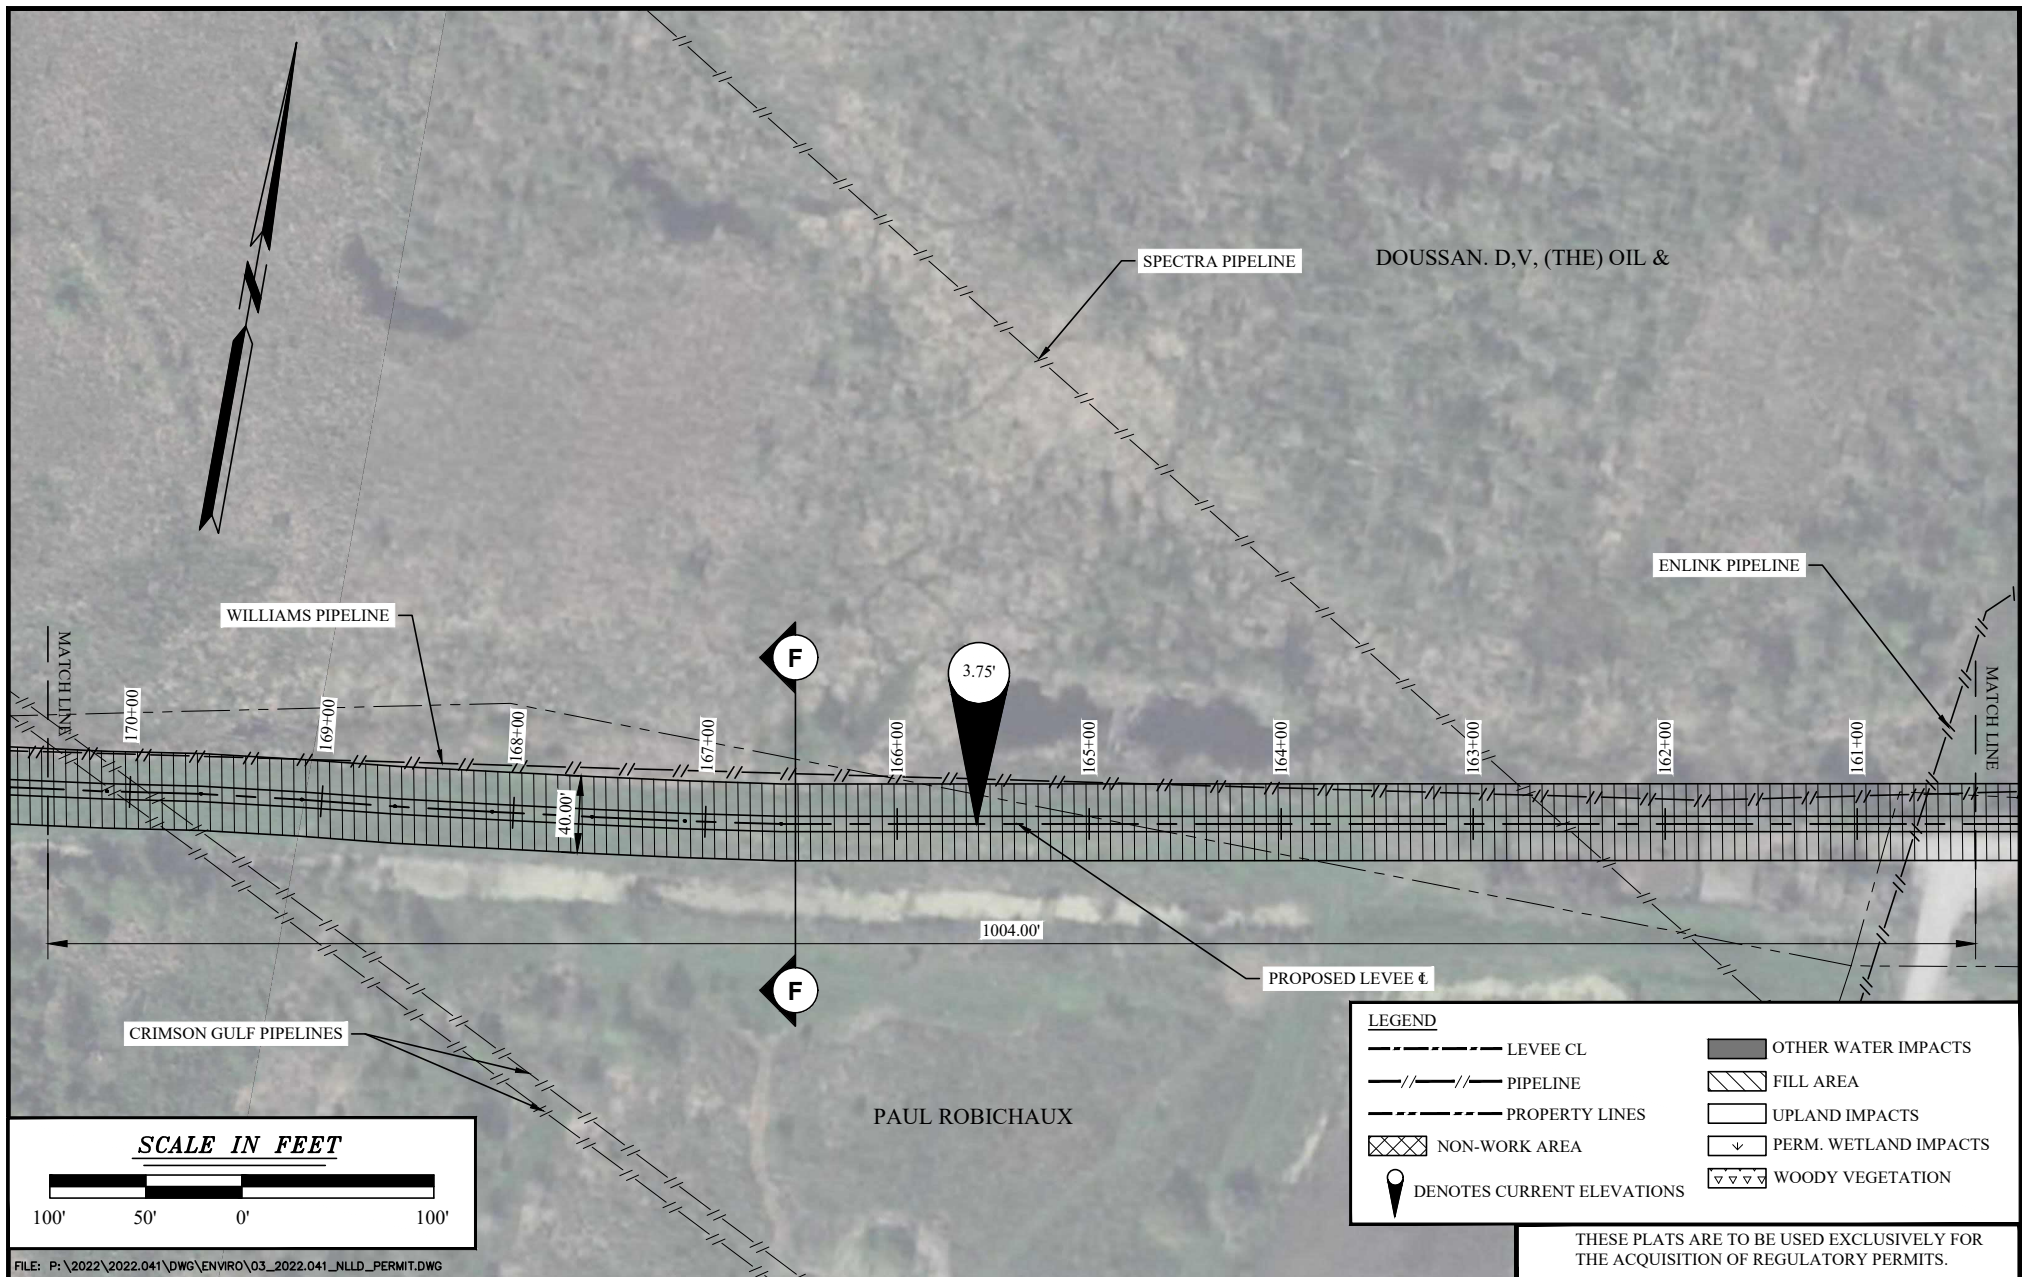 N
SPECTRA PIPELINE
DOUSSAN. D,V, (THE) OIL &
ENLINK PIPELINE
WILLIAMS PIPELINE
F
3.75'
MATCH LINE
170+00
169+00
168+00
167+00
166+00
165+00
164+00
163+00
162+00
161+00
MATCH LINE
40.00'
1004.00'
PROPOSED LEVEE ℄
F
CRIMSON GULF PIPELINES
PAUL ROBICHAUX
LEGEND
LEVEE CL
PIPELINE
PROPERTY LINES
NON-WORK AREA
DENOTES CURRENT ELEVATIONS
OTHER WATER IMPACTS
FILL AREA
UPLAND IMPACTS
PERM. WETLAND IMPACTS
WOODY VEGETATION
SCALE IN FEET
100' 50' 0' 100'
THESE PLATS ARE TO BE USED EXCLUSIVELY FOR
THE ACQUISITION OF REGULATORY PERMITS.
FILE: P:\2022\2022.041\DWG\ENVIRO\03_2022.041_NLLD_PERMIT.DWG